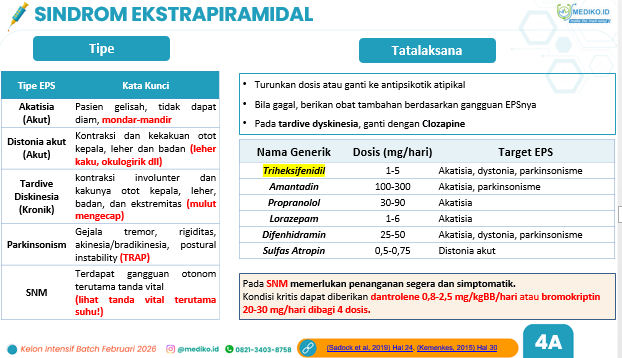 SINDROM EKSTRAPIRAMIDAL
MEDIKO.ID
Tipe
Tatalaksana
Tipe EPS Kata Kunci
Akatisia (Akut) Pasien gelisah, tidak dapat diam, mondar-mandir
Distonia akut (Akut) Kontraksi dan kekakuan otot kepala, leher dan badan (leher kaku, okulogirik dll)
Tardive Diskinesia (Kronik) kontraksi involunter dan kakunya otot kepala, leher, badan, dan ekstremitas (mulut mengecap)
Parkinsonism Gejala tremor, rigiditas, akinesia/bradikinesia, postural instability (TRAP)
SNM Terdapat gangguan otonom terutama tanda vital (lihat tanda vital terutama suhu!)
• Turunkan dosis atau ganti ke antipsikotik atipikal
• Bila gagal, berikan obat tambahan berdasarkan gangguan EPSnya
• Pada tardive dyskinesia, ganti dengan Clozapine
Nama Generik Dosis (mg/hari) Target EPS
Triheksifenidil 1-5 Akatisia, dystonia, parkinsonisme
Amantadin 100-300 Akatisia, parkinsonisme
Propranolol 30-90 Akatisia
Lorazepam 1-6 Akatisia
Difenhidramin 25-50 Akatisia, dystonia, parkinsonisme
Sulfas Atropin 0,5-0,75 Distonia akut
Pada SNM memerlukan penanganan segera dan simptomatik.
Kondisi kritis dapat diberikan dantrolene 0,8-2,5 mg/kgBB/hari atau bromokriptin
20-30 mg/hari dibagi 4 dosis.
Kelon Intensif Batch Februari 2026 @mediko.id 0821-3403-8758 (Sadock et al, 2019) Hal 24, (Kemenkes, 2015) Hal 30
4A